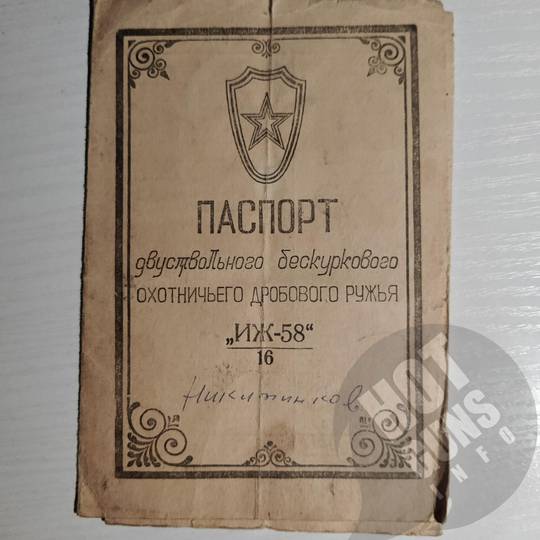 ПАСПОРТ
двуствольного бескуркового
ОХОТНИЧЬЕГО ДРОБОВОГО РУЖЬЯ
„ИЖ-58“
16
Никитинков
HOT
GUNS
INFO